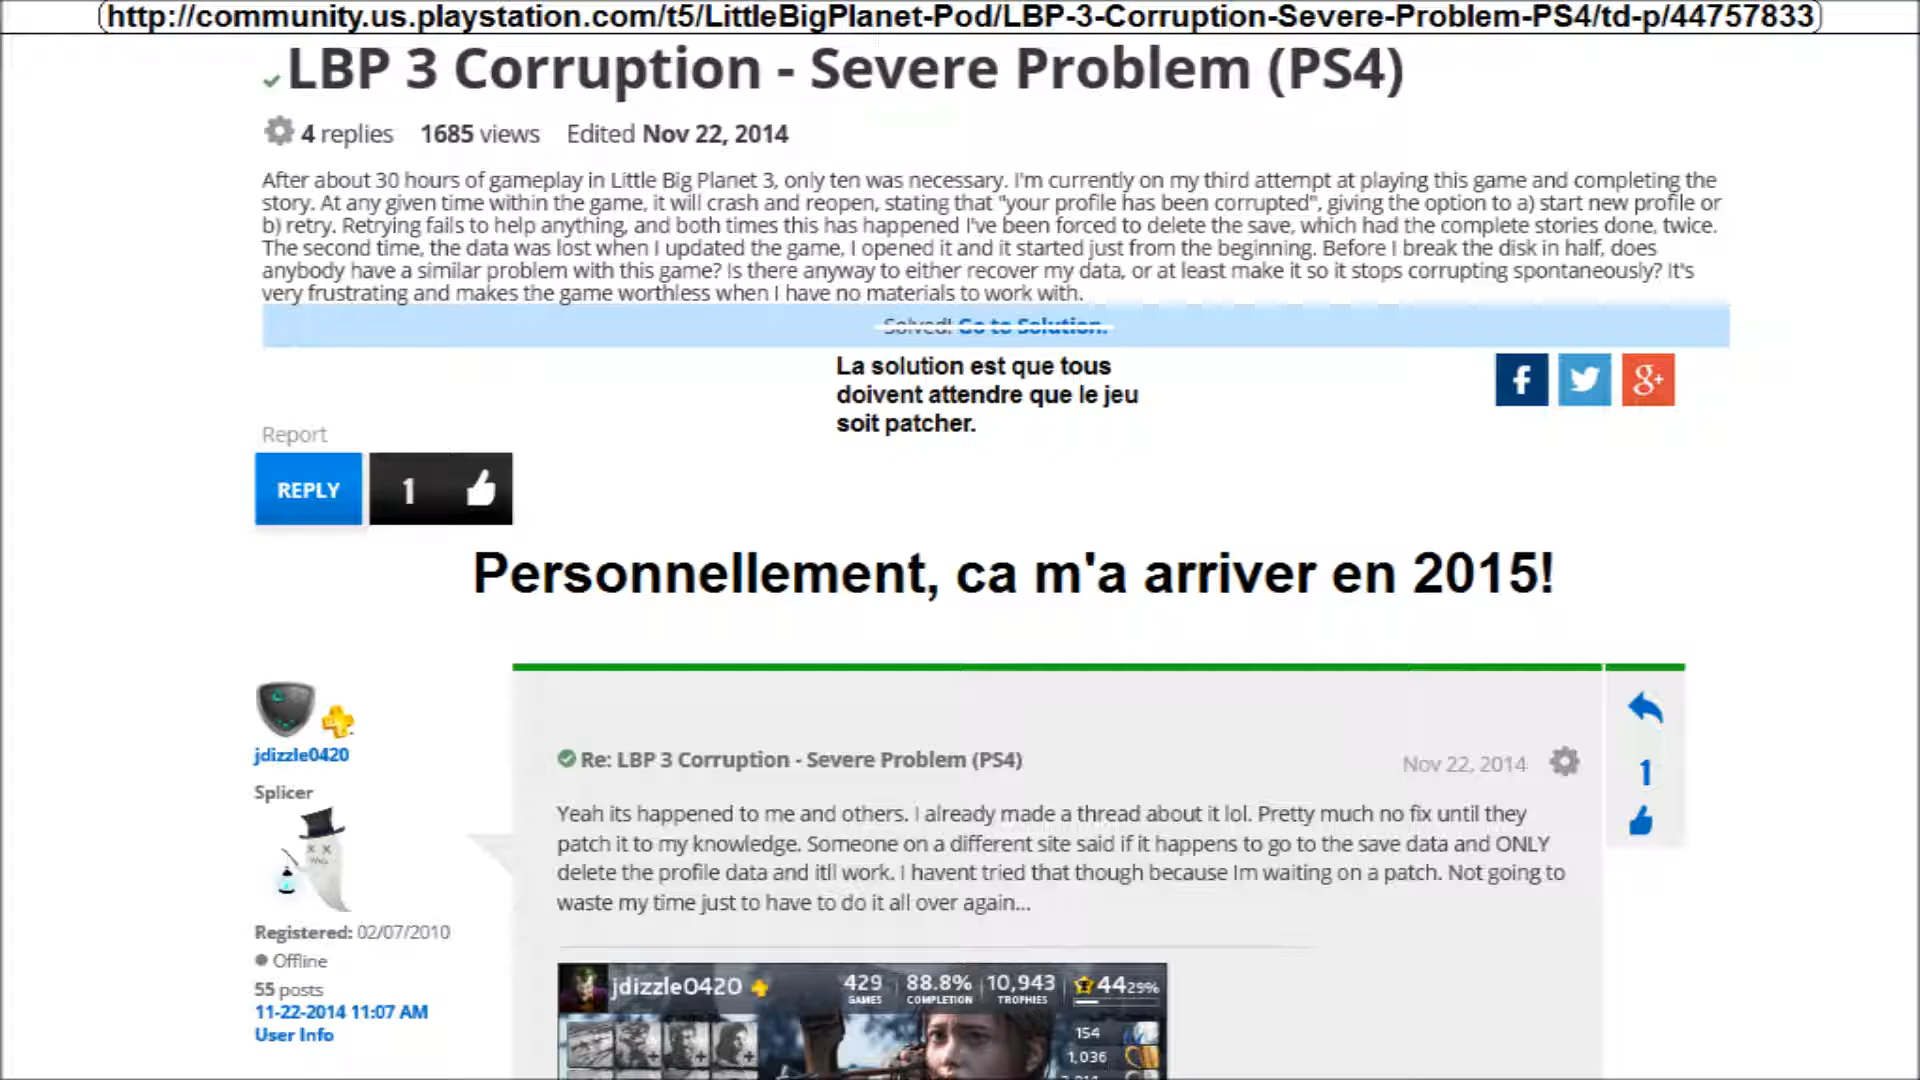 (http://community.us.playstation.com/t5/LittleBigPlanet-Pod/LBP-3-Corruption-Severe-Problem-PS4/td-p/44757833)
LBP 3 Corruption - Severe Problem (PS4)
4 replies 1685 views Edited Nov 22, 2014
After about 30 hours of gameplay in Little Big Planet 3, only ten was necessary. I'm currently on my third attempt at playing this game and completing the
story. At any given time within the game, it will crash and reopen, stating that "your profile has been corrupted", giving the option to a) start new profile or
b) retry. Retrying fails to help anything, and both times this has happened I've been forced to delete the save, which had the complete stories done, twice.
The second time, the data was lost when I updated the game, I opened it and it started just from the beginning. Before I break the disk in half, does
anybody have a similar problem with this game? Is there anyway to either recover my data, or at least make it so it stops corrupting spontaneously? It's
very frustrating and makes the game worthless when I have no materials to work with.
Solved! Go to Solution.
La solution est que tous
doivent attendre que le jeu
soit patcher.
f g+
Report
REPLY 1
Personnellement, ca m'a arriver en 2015!
jdizzle0420
Splicer
Registered: 02/07/2010
Offline
55 posts
11-22-2014 11:07 AM
User Info
Re: LBP 3 Corruption - Severe Problem (PS4)
Nov 22, 2014
1
Yeah its happened to me and others. I already made a thread about it lol. Pretty much no fix until they
patch it to my knowledge. Someone on a different site said if it happens to go to the save data and ONLY
delete the profile data and itll work. I havent tried that though because Im waiting on a patch. Not going to
waste my time just to have to do it all over again...
jdizzle0420 429 88.8% 10,943 44 29%
GAMES COMPLETION TROPHIES
154
1,036